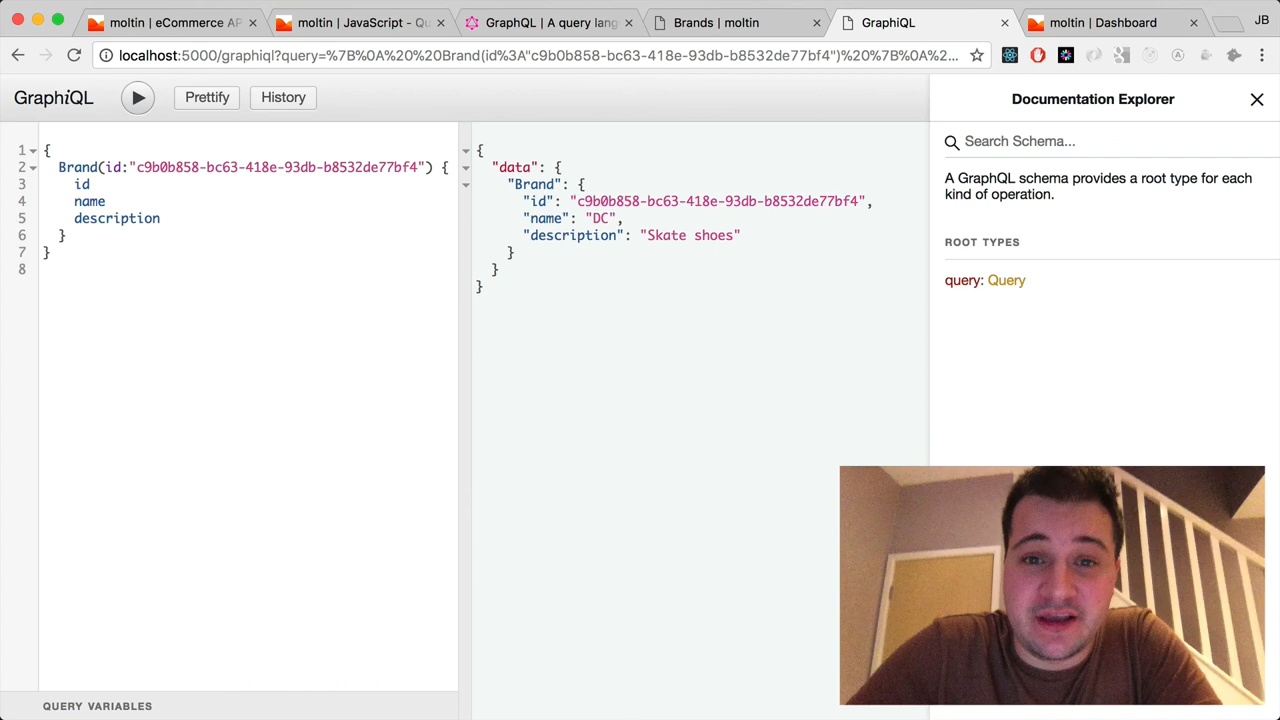 moltin | eCommerce AP
moltin | JavaScript - Qu
GraphQL | A query lang
Brands | moltin
GraphiQL
moltin | Dashboard
JB
localhost:5000/graphiql?query=%7B%0A%20%20Brand(id%3A"c9b0b858-bc63-418e-93db-b8532de77bf4")%20%7B%0A%2...
GraphiQL
Prettify
History
Documentation Explorer
1 {
2 Brand(id:"c9b0b858-bc63-418e-93db-b8532de77bf4") {
3 id
4 name
5 description
6 }
7 }
8
{
"data": {
"Brand": {
"id": "c9b0b858-bc63-418e-93db-b8532de77bf4",
"name": "DC",
"description": "Skate shoes"
}
}
}
Search Schema...
A GraphQL schema provides a root type for each
kind of operation.
ROOT TYPES
query: Query
QUERY VARIABLES